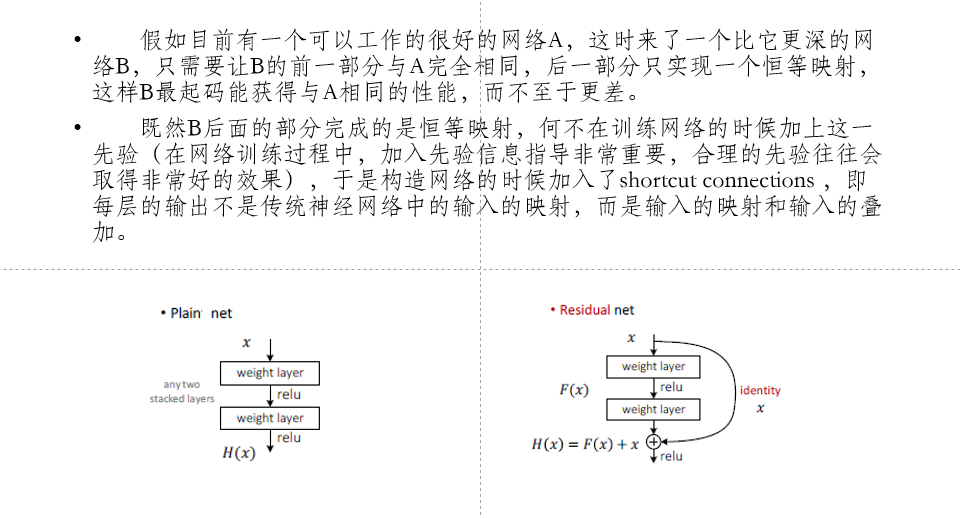 • 假如目前有一个可以工作的很好的网络A，这时来了一个比它更深的网
络B，只需要让B的前一部分与A完全相同，后一部分只实现一个恒等映射，
这样B最起码能获得与A相同的性能，而不至于更差。
• 既然B后面的部分完成的是恒等映射，何不在训练网络的时候加上这一
先验（在网络训练过程中，加入先验信息指导非常重要，合理的先验往往会
取得非常好的效果），于是构造网络的时候加入了shortcut connections ，即
每层的输出不是传统神经网络中的输入的映射，而是输入的映射和输入的叠
加。
• Plain net
x
weight layer
any two
stacked layers
relu
weight layer
relu
H(x)
• Residual net
x
weight layer
F(x)
relu
identity
x
weight layer
H(x) = F(x) + x
relu